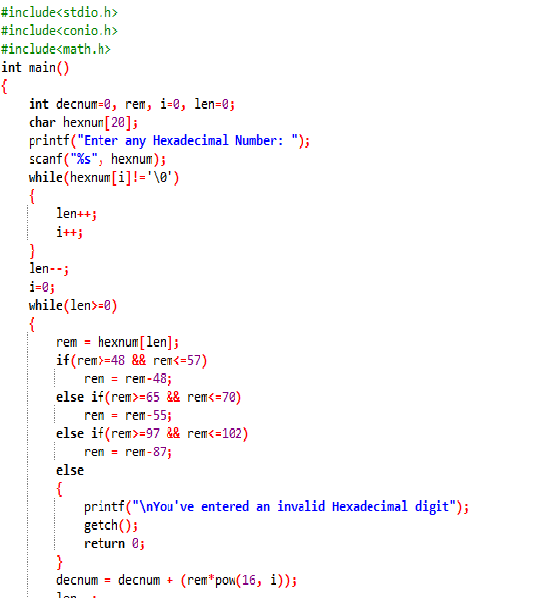 #include<stdio.h>
#include<conio.h>
#include<math.h>
int main()
{
    int decnum=0, rem, i=0, len=0;
    char hexnum[20];
    printf("Enter any Hexadecimal Number: ");
    scanf("%s", hexnum);
    while(hexnum[i]!='\0')
    {
        len++;
        i++;
    }
    len--;
    i=0;
    while(len>=0)
    {
        rem = hexnum[len];
        if(rem>=48 && rem<=57)
            rem = rem-48;
        else if(rem>=65 && rem<=70)
            rem = rem-55;
        else if(rem>=97 && rem<=102)
            rem = rem-87;
        else
        {
            printf("\nYou've entered an invalid Hexadecimal digit");
            getch();
            return 0;
        }
        decnum = decnum + (rem*pow(16, i));